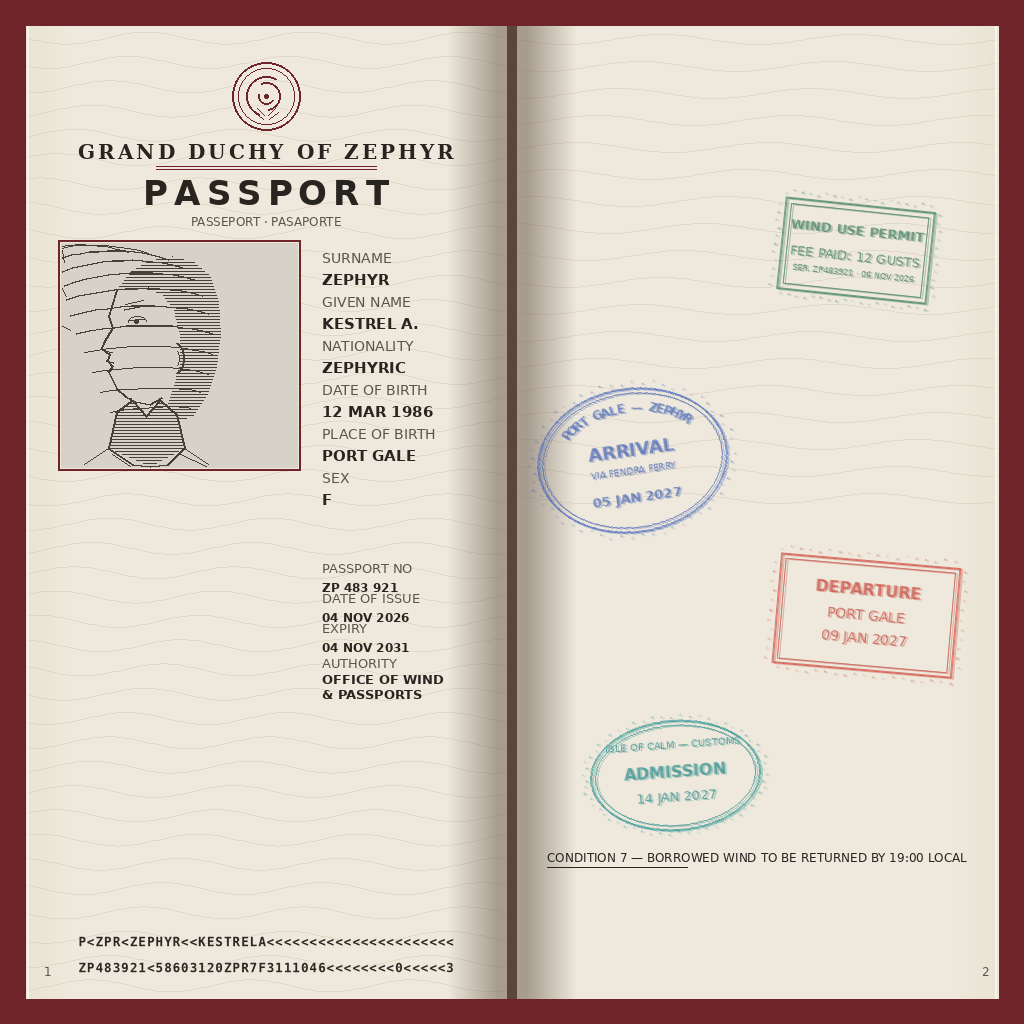 GRAND DUCHY OF ZEPHYR
PASSPORT
PASSEPORT · PASAPORTE
SURNAME
ZEPHYR
GIVEN NAME
KESTREL A.
NATIONALITY
ZEPHYRIC
DATE OF BIRTH
12 MAR 1986
PLACE OF BIRTH
PORT GALE
SEX
F
PASSPORT NO
ZP 483 921
DATE OF ISSUE
04 NOV 2026
EXPIRY
04 NOV 2031
AUTHORITY
OFFICE OF WIND
& PASSPORTS
P<ZPR<ZEPHYR<<KESTRELA<<<<<<<<<<<<<<<<<<<<<<
ZP483921<58603120ZPR7F3111046<<<<<<<<0<<<<<3
1
WIND USE PERMIT
FEE PAID: 12 GUSTS
SER. ZP483921 · 06 NOV 2026
PORT GALE — ZEPHYR
ARRIVAL
VIA FENDRA FERRY
05 JAN 2027
DEPARTURE
PORT GALE
09 JAN 2027
ISLE OF CALM — CUSTOMS
ADMISSION
14 JAN 2027
CONDITION 7 — BORROWED WIND TO BE RETURNED BY 19:00 LOCAL
2